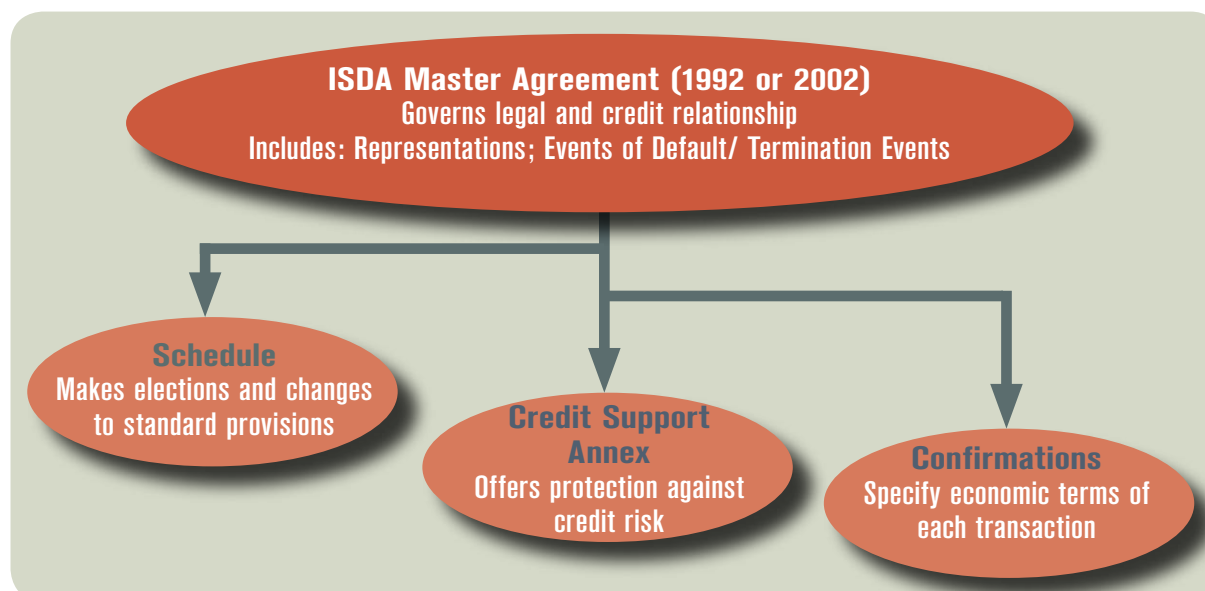 ISDA Master Agreement (1992 or 2002)
Governs legal and credit relationship
Includes: Representations; Events of Default/ Termination Events
Schedule
Makes elections and changes
to standard provisions
Credit Support
Annex
Offers protection against
credit risk
Confirmations
Specify economic terms of
each transaction